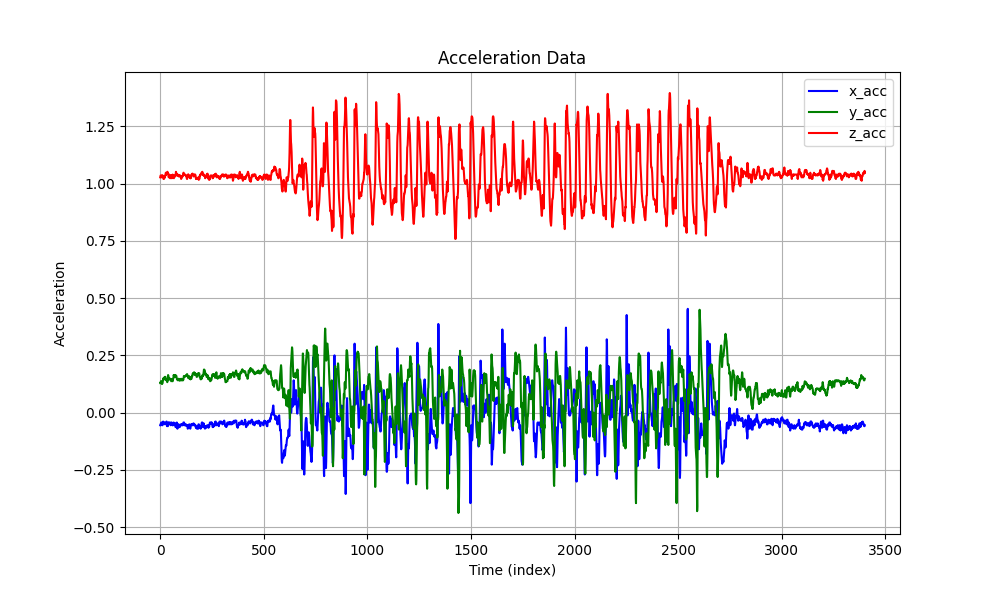 Acceleration Data
x_acc
y_acc
z_acc
1.25
1.00
0.75
0.50
0.25
0.00
−0.25
−0.50
Acceleration
0 500 1000 1500 2000 2500 3000 3500
Time (index)